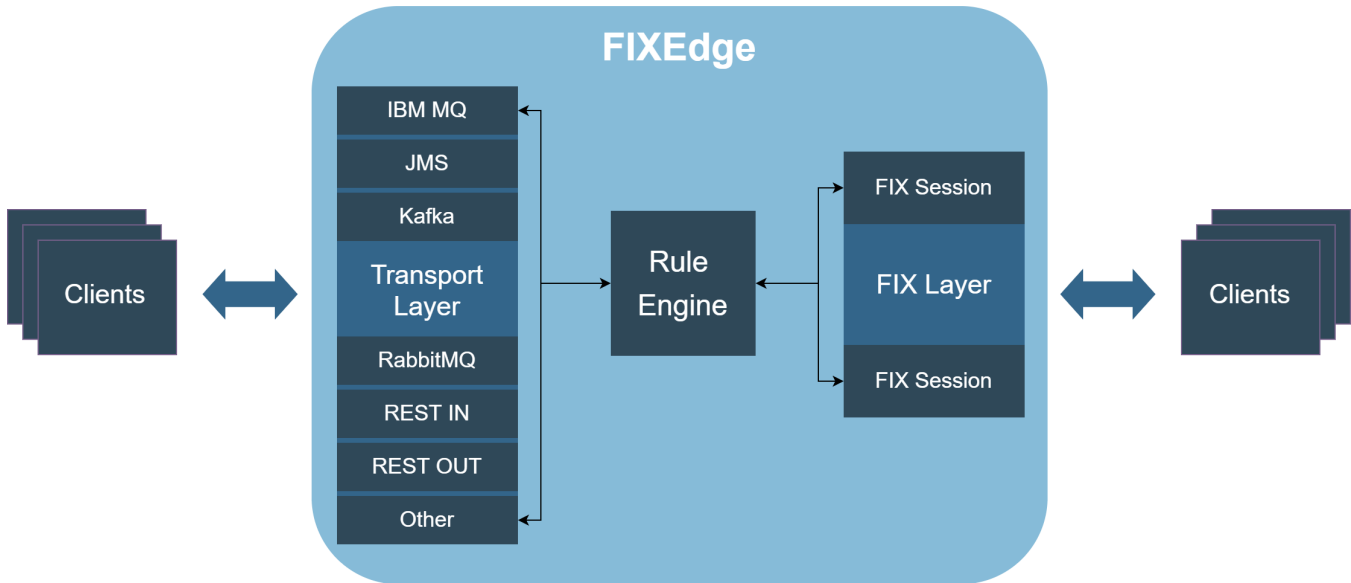 FIXEdge
Clients
IBM MQ
JMS
Kafka
Transport
Layer
RabbitMQ
REST IN
REST OUT
Other
Rule
Engine
FIX Session
FIX Layer
FIX Session
Clients